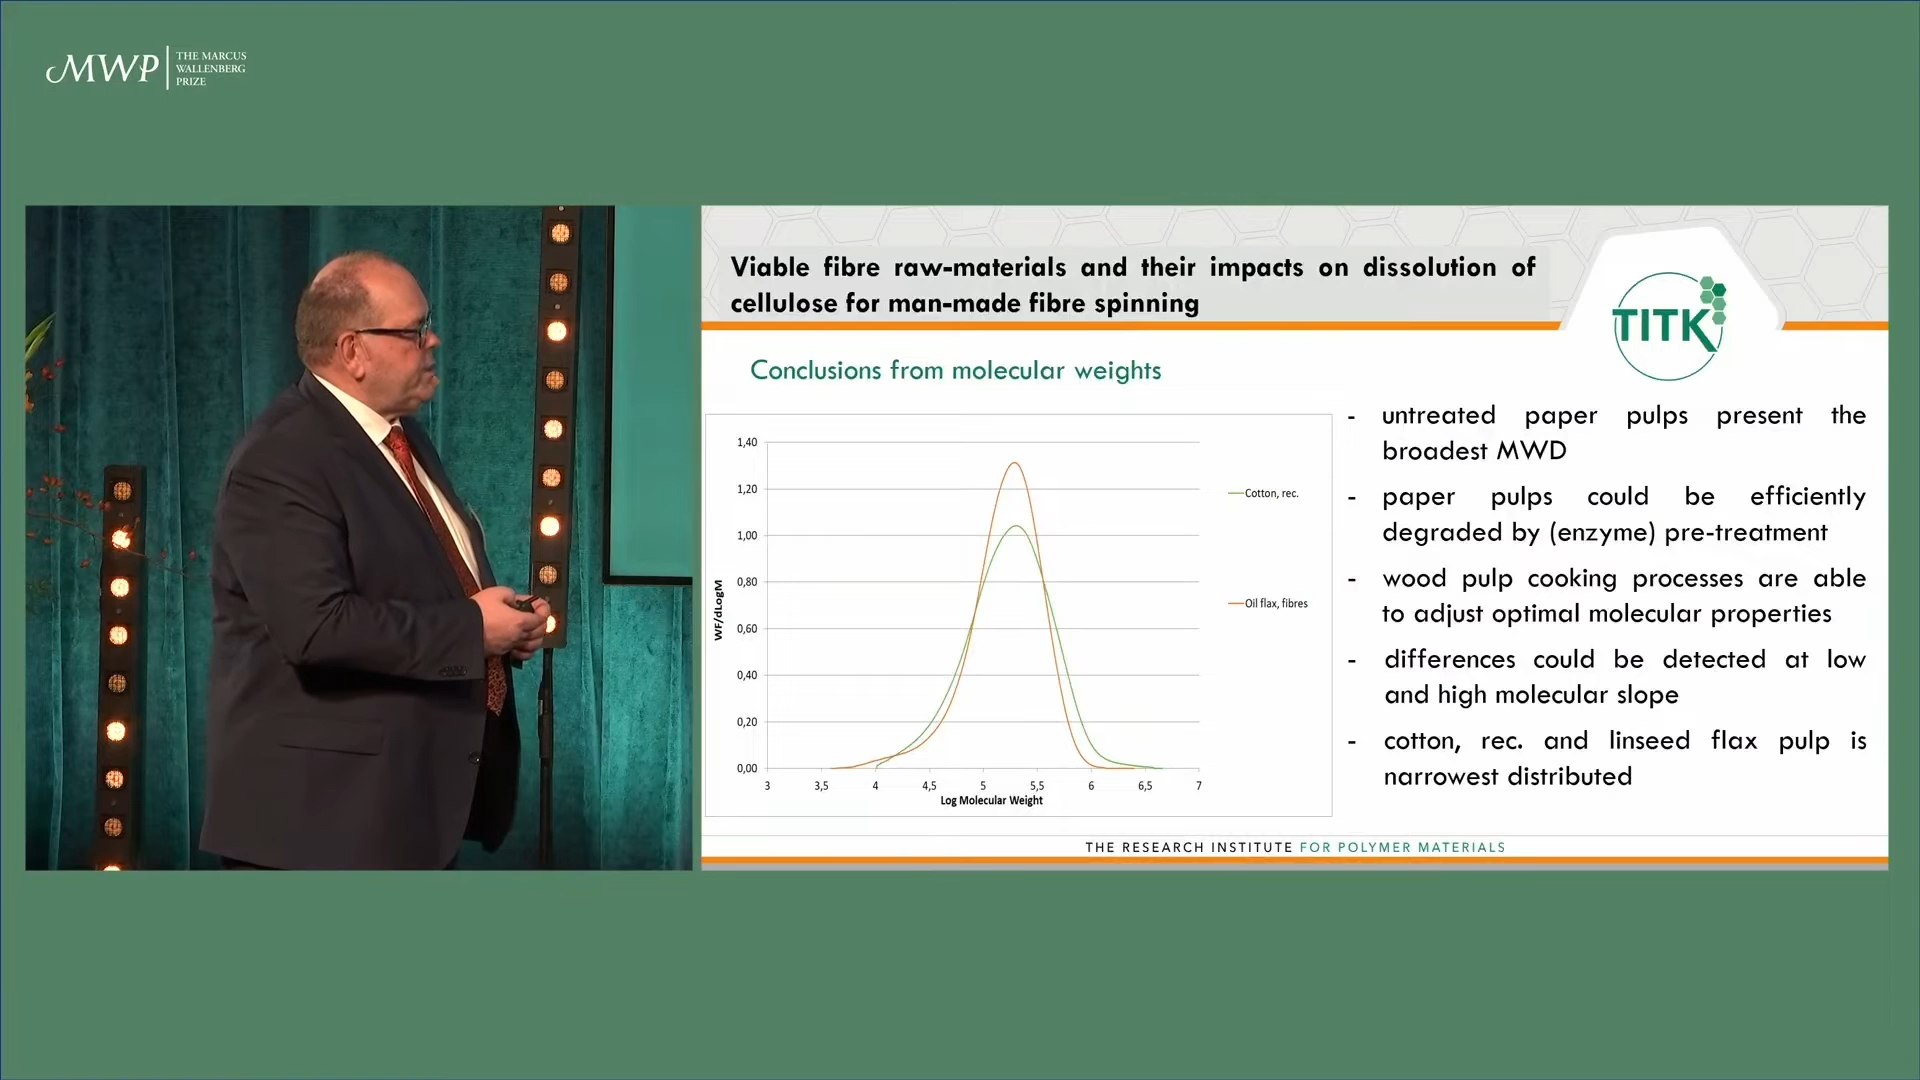 MWP
THE MARCUS
WALLENBERG
PRIZE
Viable fibre raw-materials and their impacts on dissolution of
cellulose for man-made fibre spinning
TITK
Conclusions from molecular weights
1,40
1,20
1,00
0,80
0,60
0,40
0,20
0,00
WF/dLogM
3 3,5 4 4,5 5 5,5 6 6,5 7
Log Molecular Weight
Cotton, rec.
Oil flax, fibres
- untreated paper pulps present the
broadest MWD
- paper pulps could be efficiently
degraded by (enzyme) pre-treatment
- wood pulp cooking processes are able
to adjust optimal molecular properties
- differences could be detected at low
and high molecular slope
- cotton, rec. and linseed flax pulp is
narrowest distributed
THE RESEARCH INSTITUTE FOR POLYMER MATERIALS